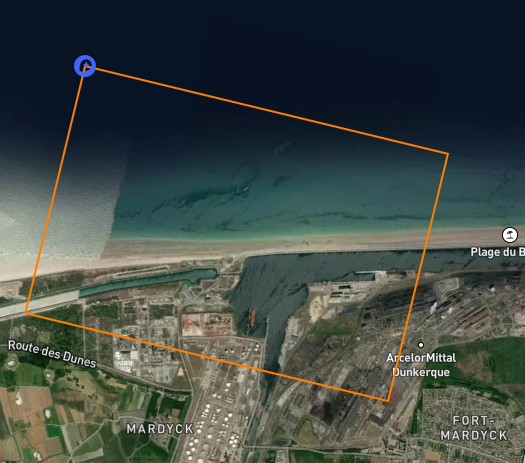 Plage du B
Route des Dunes
ArcelorMittal
Dunkerque
MARDYCK
FORT-
MARDYCK